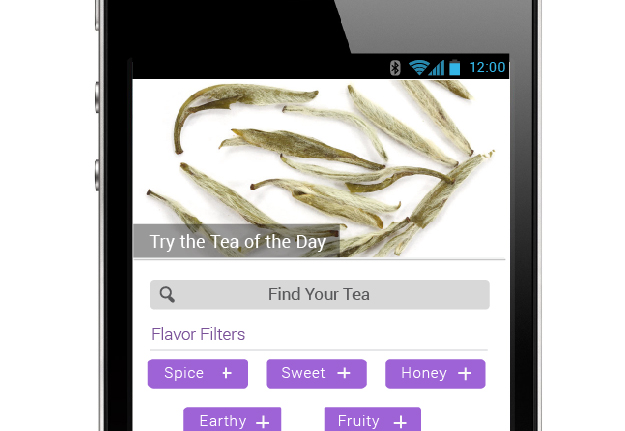 12:00
Try the Tea of the Day
Find Your Tea
Flavor Filters
Spice + Sweet + Honey +
Earthy + Fruity +